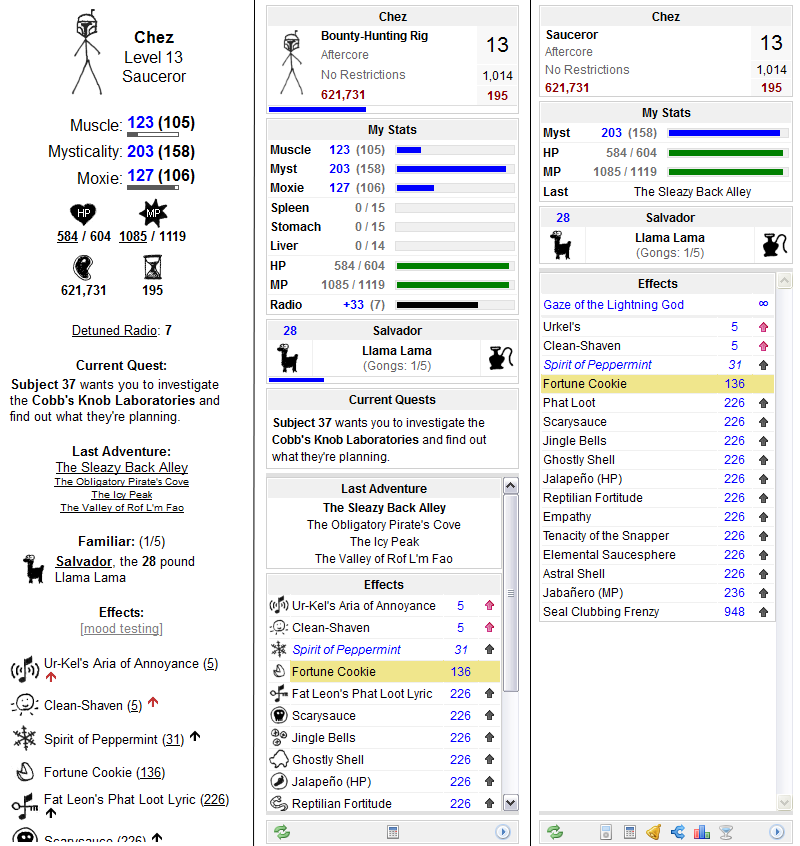 Chez
Level 13
Sauceror
Muscle: 123 (105)
Mysticality: 203 (158)
Moxie: 127 (106)
HP MP
584 / 604 1085 / 1119
621,731 195
Detuned Radio: 7
Current Quest:
Subject 37 wants you to investigate
the Cobb's Knob Laboratories and
find out what they're planning.
Last Adventure:
The Sleazy Back Alley
The Obligatory Pirate's Cove
The Icy Peak
The Valley of Rof L'm Fao
Familiar: (1/5)
Salvador, the 28 pound
Llama Lama
Effects:
[mood testing]
Ur-Kel's Aria of Annoyance (5)
Clean-Shaven (5)
Spirit of Peppermint (31)
Fortune Cookie (136)
Fat Leon's Phat Loot Lyric (226)
Scarysauce (226)
Chez
Bounty-Hunting Rig
13
Aftercore
No Restrictions 1,014
621,731 195
My Stats
Muscle 123 (105)
Myst 203 (158)
Moxie 127 (106)
Spleen 0 / 15
Stomach 0 / 15
Liver 0 / 14
HP 584 / 604
MP 1085 / 1119
Radio +33 (7)
28 Salvador
Llama Lama
(Gongs: 1/5)
Current Quests
Subject 37 wants you to investigate the
Cobb's Knob Laboratories and find out
what they're planning.
Last Adventure
The Sleazy Back Alley
The Obligatory Pirate's Cove
The Icy Peak
The Valley of Rof L'm Fao
Effects
Ur-Kel's Aria of Annoyance 5
Clean-Shaven 5
Spirit of Peppermint 31
Fortune Cookie 136
Fat Leon's Phat Loot Lyric 226
Scarysauce 226
Jingle Bells 226
Ghostly Shell 226
Jalapeño (HP) 226
Reptilian Fortitude 226
Chez
Sauceror
13
Aftercore
No Restrictions 1,014
621,731 195
My Stats
Myst 203 (158)
HP 584 / 604
MP 1085 / 1119
Last The Sleazy Back Alley
28 Salvador
Llama Lama
(Gongs: 1/5)
Effects
Gaze of the Lightning God ∞
Urkel's 5
Clean-Shaven 5
Spirit of Peppermint 31
Fortune Cookie 136
Phat Loot 226
Scarysauce 226
Jingle Bells 226
Ghostly Shell 226
Jalapeño (HP) 226
Reptilian Fortitude 226
Empathy 226
Tenacity of the Snapper 226
Elemental Saucesphere 226
Astral Shell 226
Jabañero (MP) 236
Seal Clubbing Frenzy 948